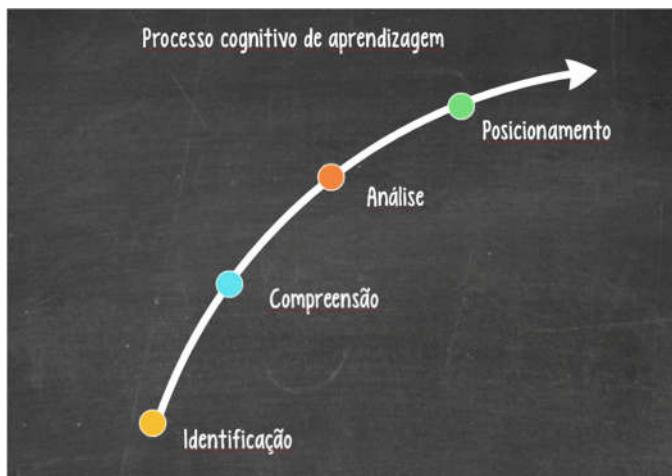 Processo cognitivo de aprendizagem
Posicionamento
Análise
Compreensão
Identificação